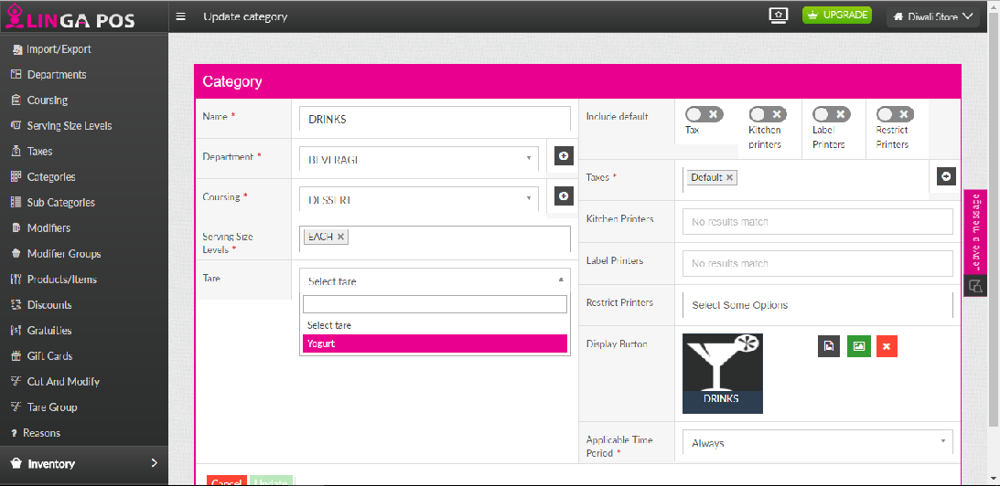 LINGA POS
Update category
UPGRADE
Diwali Store
Import/Export
Departments
Coursing
Serving Size Levels
Taxes
Categories
Sub Categories
Modifiers
Modifier Groups
Products/Items
Discounts
Gratuities
Gift Cards
Cut And Modify
Tare Group
? Reasons
Inventory
Category
Name *
DRINKS
Department *
BEVERAGE
Coursing *
DESSERT
Serving Size
Levels *
EACH
Tare
Select tare
Select tare
Yogurt
Include default
Tax
Kitchen
printers
Label
Printers
Restrict
Printers
Taxes *
Default
Kitchen Printers
No results match
Label Printers
No results match
Restrict Printers
Select Some Options
Display Button
DRINKS
Applicable Time
Period *
Always
Cancel
Update
Leave a message